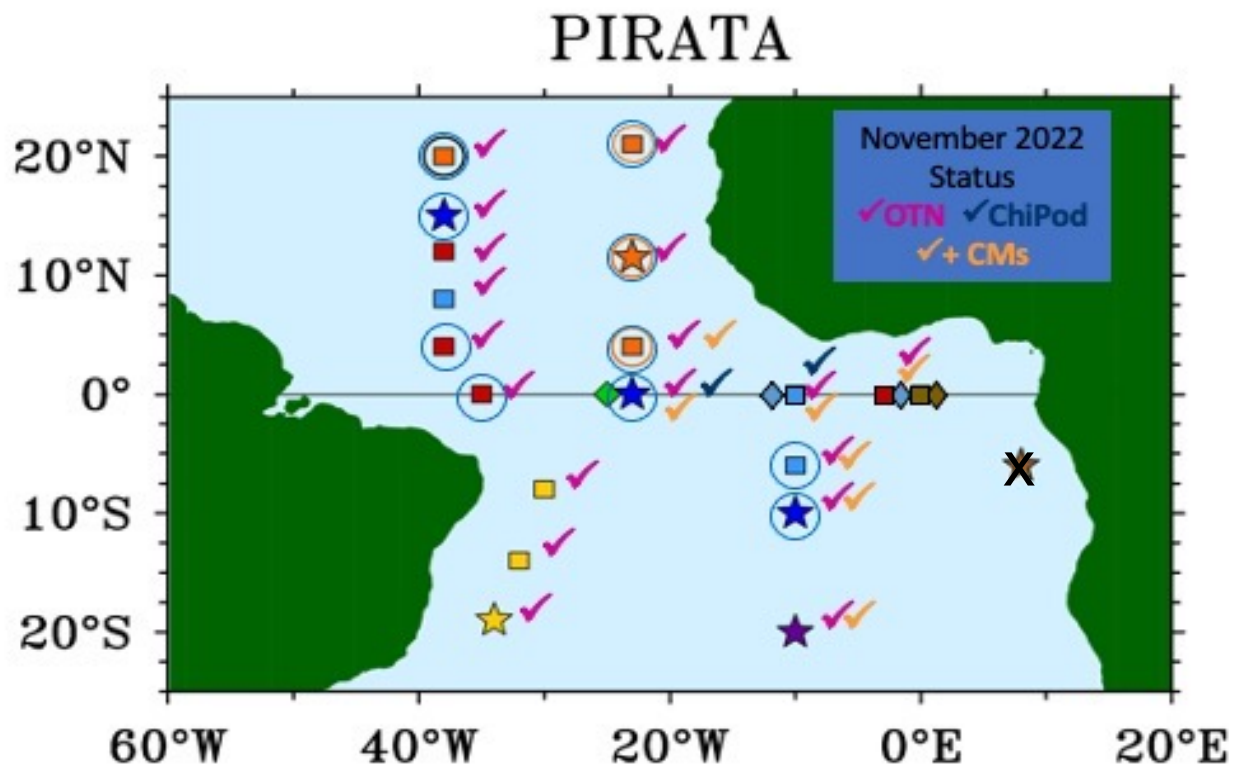 PIRATA
November 2022
Status
✓OTN ✓ChiPod
✓+ CMs
20°N
10°N
0°
10°S
20°S
X
60°W 40°W 20°W 0°E 20°E